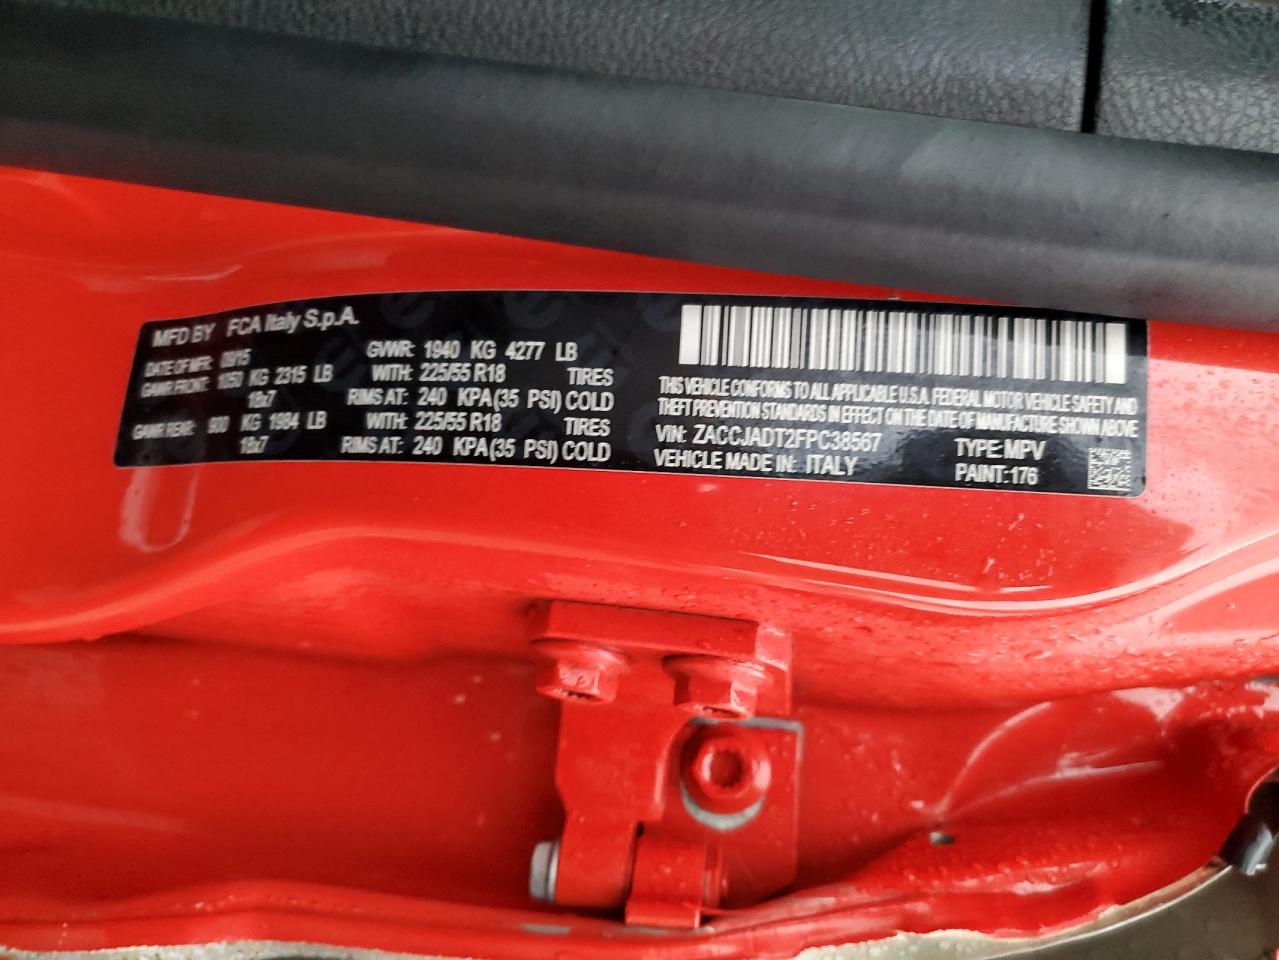 MFD BY FCA Italy S.p.A.
DATE OF MFR: 09/15 GVWR: 1940 KG 4277 LB
GAWR FRONT: 1050 KG 2315 LB WITH: 225/55 R18 TIRES
18x7 RIMS AT: 240 KPA(35 PSI) COLD
GAWR REAR: 900 KG 1984 LB WITH: 225/55 R18 TIRES
18x7 RIMS AT: 240 KPA(35 PSI) COLD
THIS VEHICLE CONFORMS TO ALL APPLICABLE U.S.A. FEDERAL MOTOR VEHICLE SAFETY AND
THEFT PREVENTION STANDARDS IN EFFECT ON THE DATE OF MANUFACTURE SHOWN ABOVE
VIN: ZACCJADT2FPC38567 TYPE: MPV
VEHICLE MADE IN: ITALY PAINT: 176